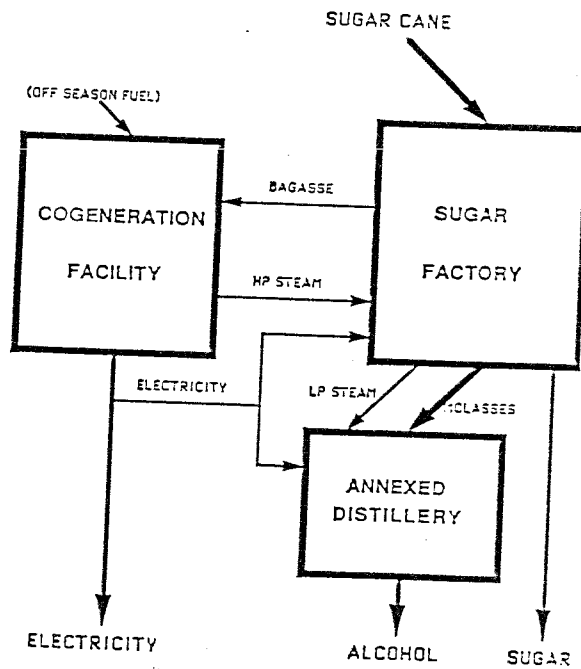 SUGAR CANE
(OFF SEASON FUEL)
COGENERATION
FACILITY
BAGASSE
SUGAR
FACTORY
HP STEAM
ELECTRICITY
LP STEAM
MCLASSES
ANNEXED
DISTILLERY
ELECTRICITY
ALCOHOL
SUGAR